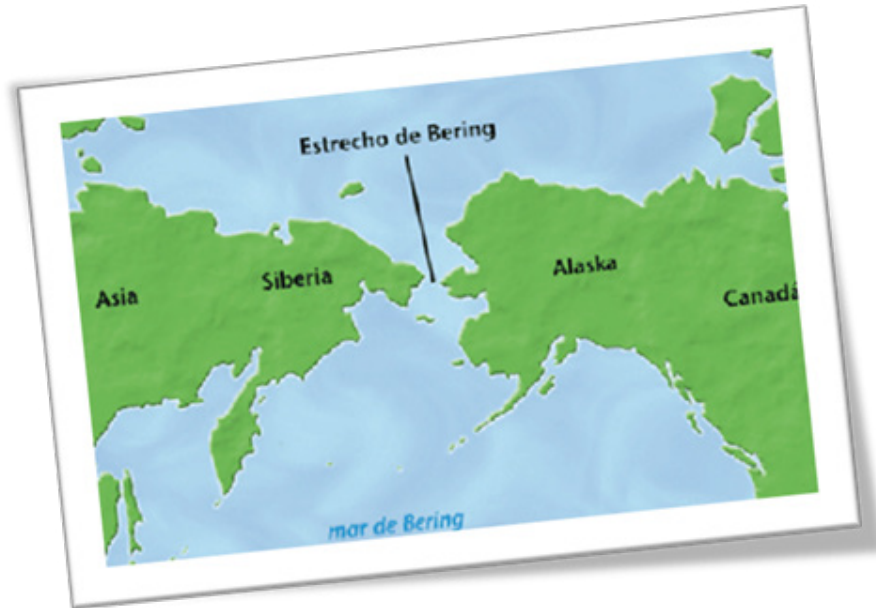 Estrecho de Bering
Asia
Siberia
Alaska
Canadá
mar de Bering